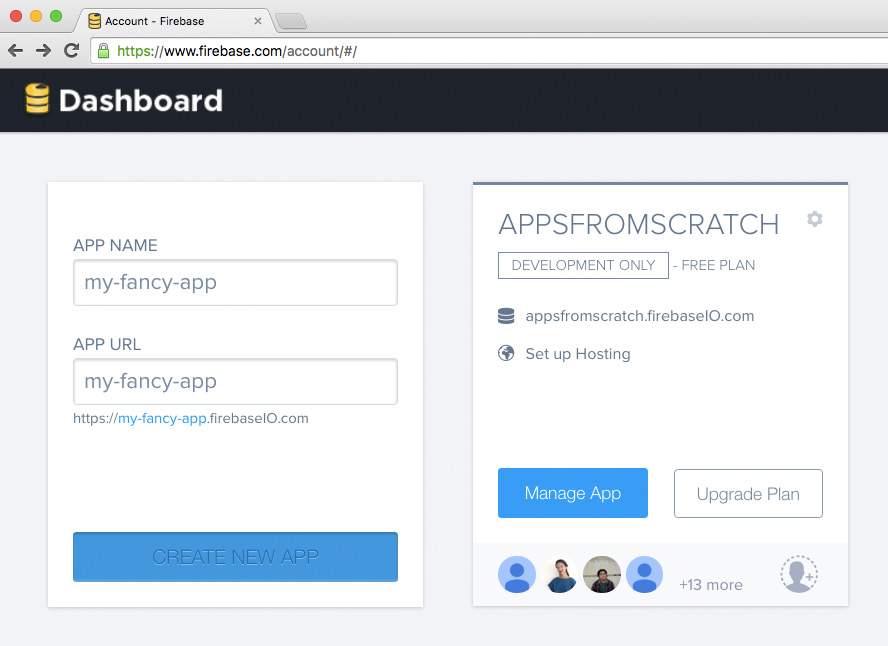 Account - Firebase
https://www.firebase.com/account/#/
Dashboard
APP NAME
my-fancy-app
APP URL
my-fancy-app
https://my-fancy-app.firebaseIO.com
CREATE NEW APP
APPSFROMSCRATCH
DEVELOPMENT ONLY - FREE PLAN
appsfromscratch.firebaseIO.com
Set up Hosting
Manage App
Upgrade Plan
+13 more